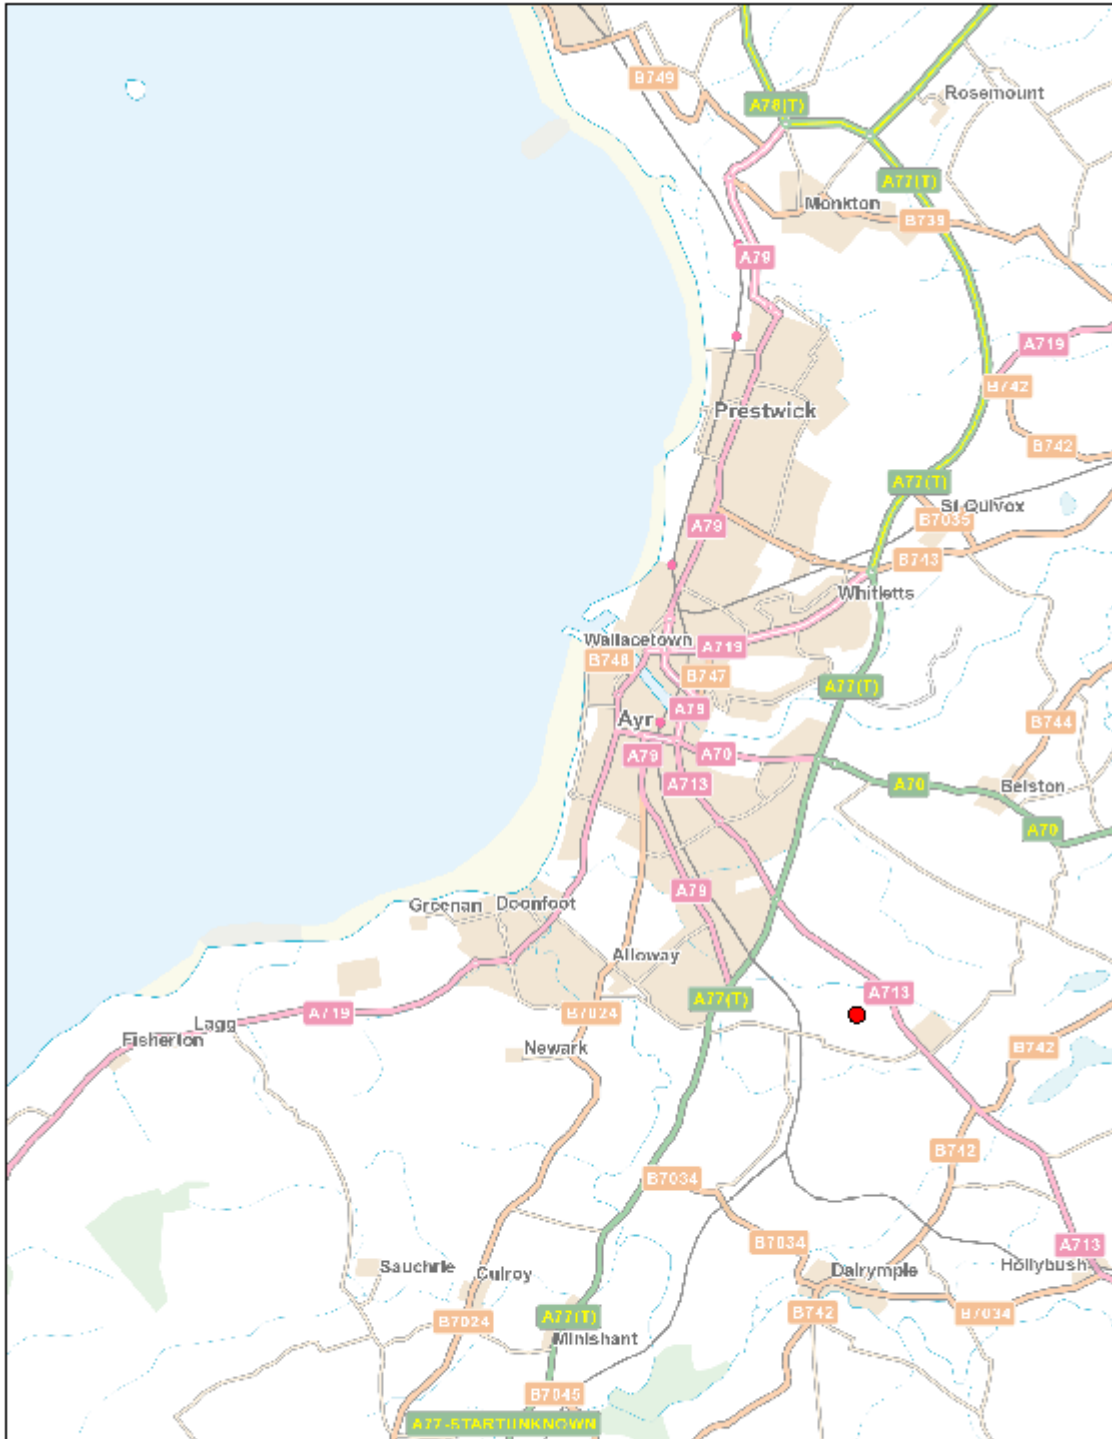 B749
A78(T)
Rosemount
A77(T)
Monkton
B739
A79
A719
B742
Prestwick
B742
A77(T)
St Quivox
B7035
A79
B743
Whitletts
Wallacetown
A719
B748
B747
A77(T)
A79
Ayr
B744
A79
A70
A713
A70
Belston
A70
A79
Greenan
Doonfoot
Alloway
A713
A77(T)
A719
B7024
Lagg
Fisherton
Newark
B742
B742
B7034
B7034
A713
Sauchrie
Culroy
Dalrymple
Hollybush
A77(T)
B7024
B742
B7034
Minishant
B7045
A77-STARTUNKNOWN